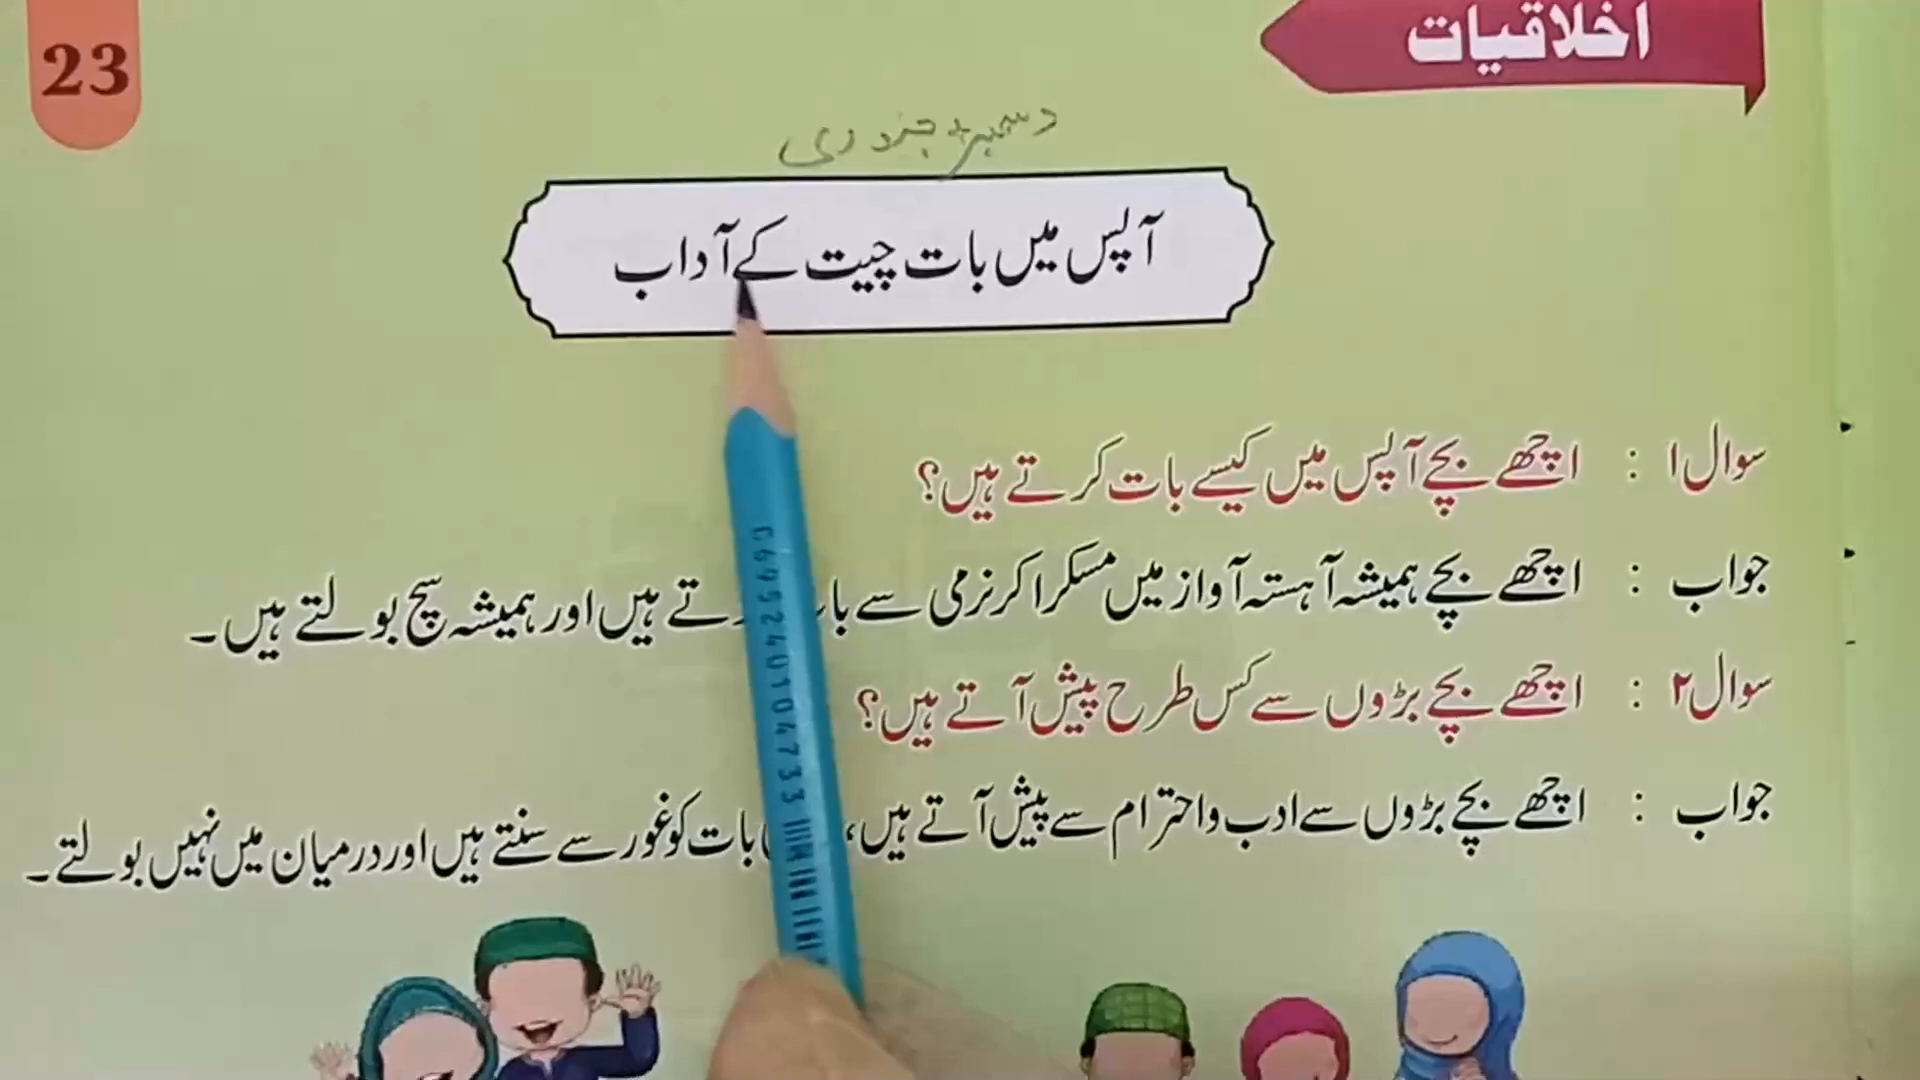 اخلاقیات
23
دسمبر + جنوری
آپس میں بات چیت کے آداب
سوال ۱ : اچھے بچے آپس میں کیسے بات کرتے ہیں؟
جواب : اچھے بچے ہمیشہ آہستہ آواز میں مسکرا کر نرمی سے ہیں اور ہمیشہ سچ بولتے ہیں۔
سوال ۲ : اچھے بچے بڑوں سے کس طرح پیش آتے ہیں؟
جواب : اچھے بچے بڑوں سے ادب و احترام سے پیش آتے ہیں، بات کو غور سے سنتے ہیں اور درمیان میں نہیں بولتے۔
0695240104733